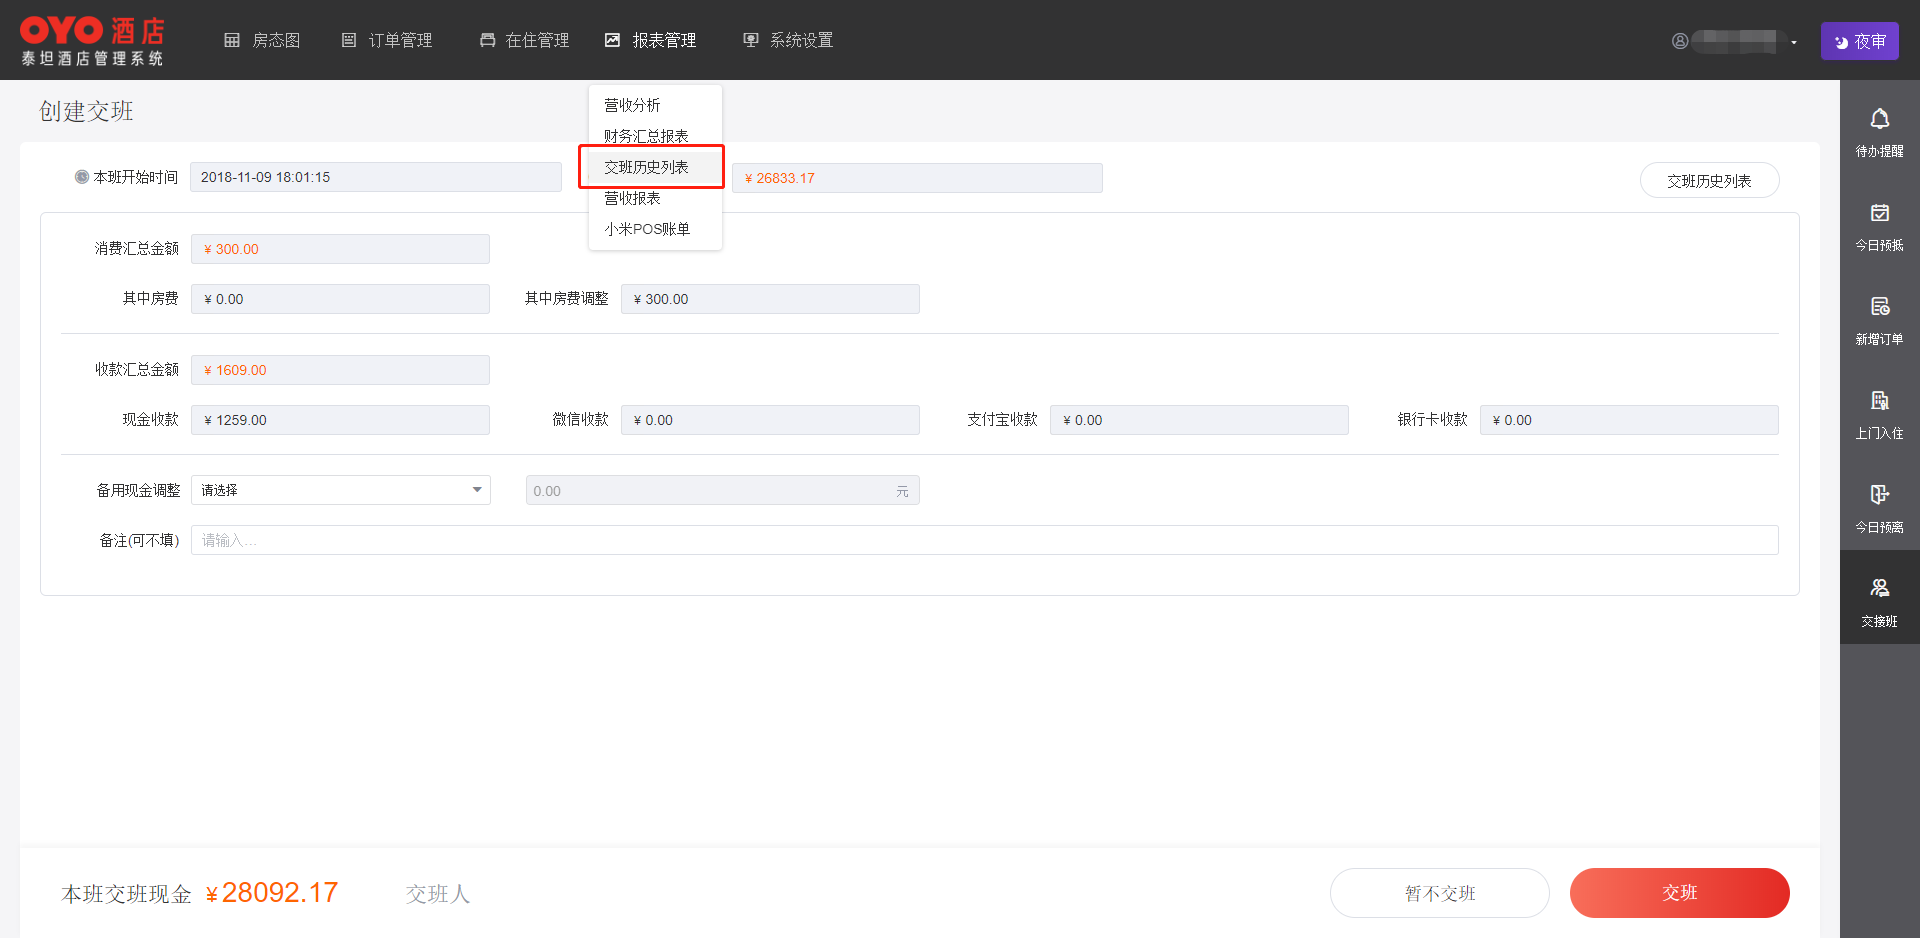 OYO 酒店
泰坦酒店管理系统
房态图 订单管理 在住管理 报表管理 系统设置
夜审
创建交班
营收分析
财务汇总报表
交班历史列表
营收报表
小米POS账单
本班开始时间 2018-11-09 18:01:15 ¥ 26833.17 交班历史列表
消费汇总金额 ¥ 300.00
其中房费 ¥ 0.00 其中房费调整 ¥ 300.00
收款汇总金额 ¥ 1609.00
现金收款 ¥ 1259.00 微信收款 ¥ 0.00 支付宝收款 ¥ 0.00 银行卡收款 ¥ 0.00
备用现金调整 请选择 0.00 元
备注(可不填) 请输入...
本班交班现金 ¥28092.17 交班人 暂不交班 交班
待办提醒
今日预抵
新增订单
上门入住
今日预离
交接班